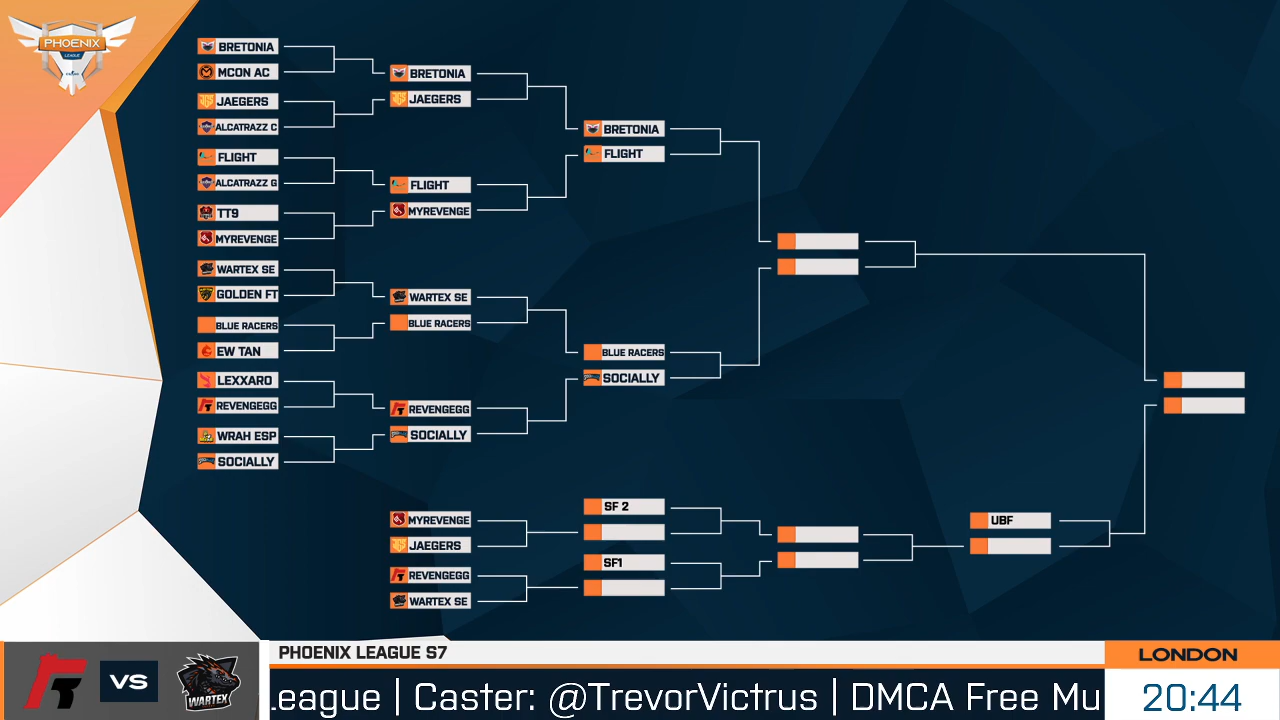 PHOENIX
LEAGUE
BRETONIA
MCON AC
JAEGERS
ALCATRAZZ C
FLIGHT
ALCATRAZZ G
TT9
MYREVENGE
WARTEX SE
GOLDEN FT
BLUE RACERS
EW TAN
LEXXARO
REVENGEGG
WRAH ESP
SOCIALLY
BRETONIA
JAEGERS
FLIGHT
MYREVENGE
WARTEX SE
BLUE RACERS
REVENGEGG
SOCIALLY
BRETONIA
FLIGHT
BLUE RACERS
SOCIALLY
MYREVENGE
JAEGERS
REVENGEGG
WARTEX SE
SF 2
SF1
UBF
VS
WARTEX
PHOENIX LEAGUE S7
League | Caster: @TrevorVictrus | DMCA Free Mu
LONDON
20:44